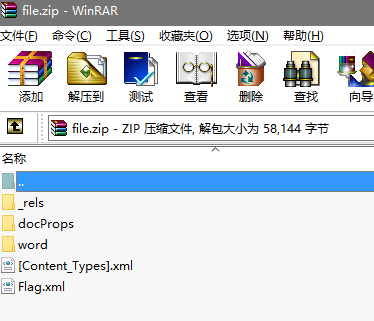 file.zip - WinRAR
文件(F) 命令(C) 工具(S) 收藏夹(O) 选项(N) 帮助(H)
添加 解压到 测试 查看 删除 查找 向导
file.zip - ZIP 压缩文件, 解包大小为 58,144 字节
名称
..
_rels
docProps
word
[Content_Types].xml
Flag.xml